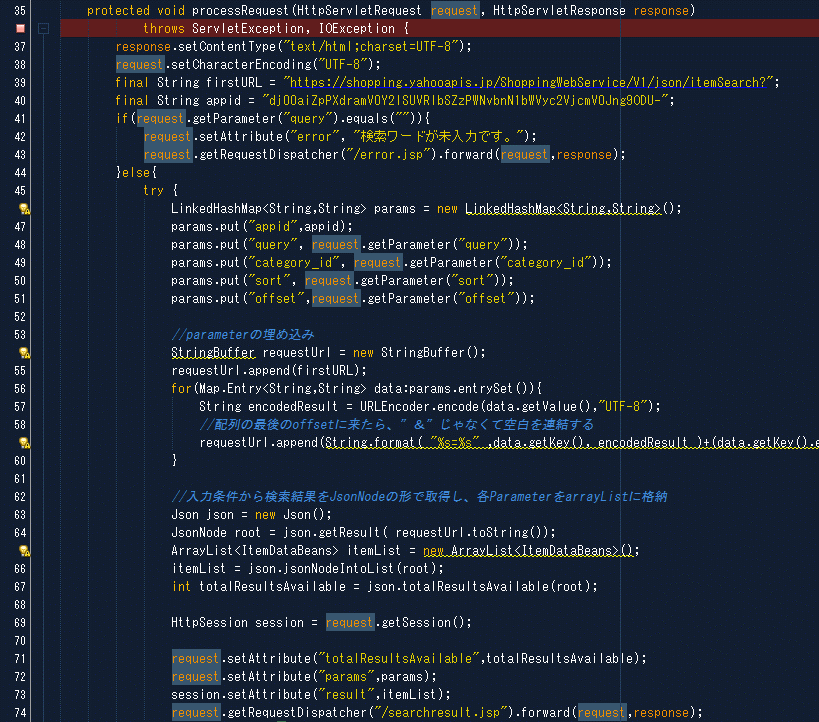 35 protected void processRequest(HttpServletRequest request, HttpServletResponse response)
throws ServletException, IOException {
37 response.setContentType("text/html;charset=UTF-8");
38 request.setCharacterEncoding("UTF-8");
39 final String firstURL = "https://shopping.yahooapis.jp/ShoppingWebService/V1/json/itemSearch?";
40 final String appid = "dj00aiZpPXdramVOY2lSUVRlbSZzPWNvbnN1bWVyc2VjcmV0Jng9ODU-";
41 if(request.getParameter("query").equals("")){
42 request.setAttribute("error", "検索ワードが未入力です。");
43 request.getRequestDispatcher("/error.jsp").forward(request,response);
44 }else{
45 try {
LinkedHashMap<String,String> params = new LinkedHashMap<String,String>();
47 params.put("appid",appid);
48 params.put("query", request.getParameter("query"));
49 params.put("category_id", request.getParameter("category_id"));
50 params.put("sort", request.getParameter("sort"));
51 params.put("offset",request.getParameter("offset"));
52
53 //parameterの埋め込み
StringBuffer requestUrl = new StringBuffer();
55 requestUrl.append(firstURL);
56 for(Map.Entry<String,String> data:params.entrySet()){
57 String encodedResult = URLEncoder.encode(data.getValue(),"UTF-8");
58 //配列の最後のoffsetに来たら、”＆”じゃなくて空白を連結する
requestUrl.append(String.format( "%s=%s" ,data.getKey(), encodedResult )+(data.getKey().e
60 }
61
62 //入力条件から検索結果をJsonNodeの形で取得し、各ParameterをarrayListに格納
63 Json json = new Json();
64 JsonNode root = json.getResult( requestUrl.toString());
ArrayList<ItemDataBeans> itemList = new ArrayList<ItemDataBeans>();
66 itemList = json.jsonNodeIntoList(root);
67 int totalResultsAvailable = json.totalResultsAvailable(root);
68
69 HttpSession session = request.getSession();
70
71 request.setAttribute("totalResultsAvailable",totalResultsAvailable);
72 request.setAttribute("params",params);
73 session.setAttribute("result",itemList);
74 request.getRequestDispatcher("/searchresult.jsp").forward(request,response);